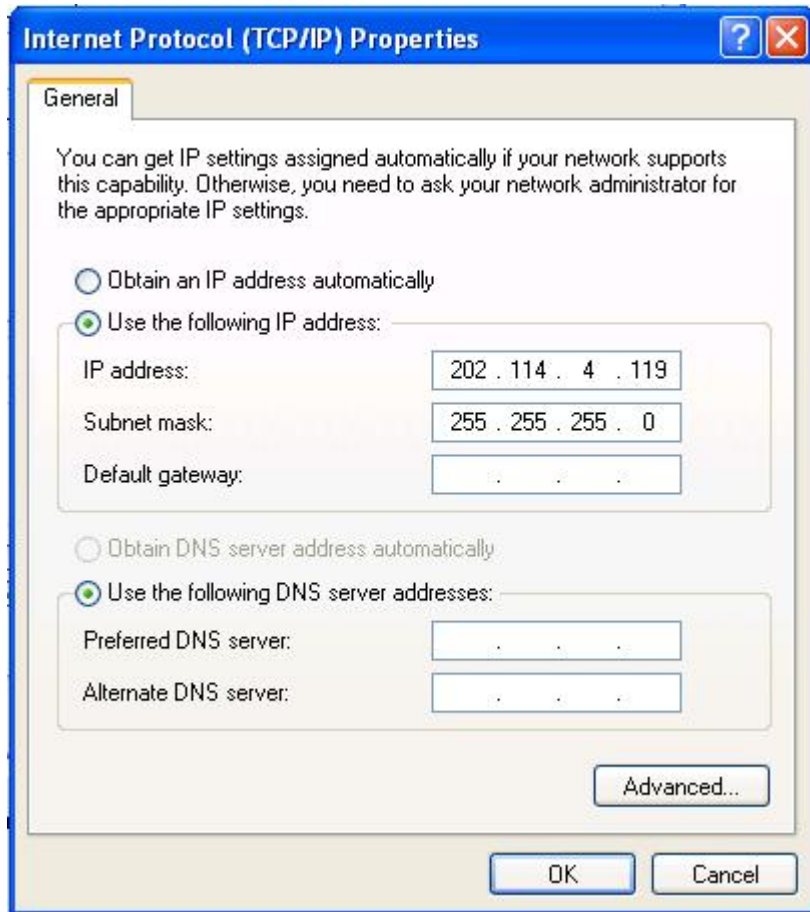 Internet Protocol (TCP/IP) Properties
General
You can get IP settings assigned automatically if your network supports
this capability. Otherwise, you need to ask your network administrator for
the appropriate IP settings.
Obtain an IP address automatically
Use the following IP address:
IP address: 202 . 114 . 4 . 119
Subnet mask: 255 . 255 . 255 . 0
Default gateway: . . .
Obtain DNS server address automatically
Use the following DNS server addresses:
Preferred DNS server: . . .
Alternate DNS server: . . .
Advanced...
OK Cancel